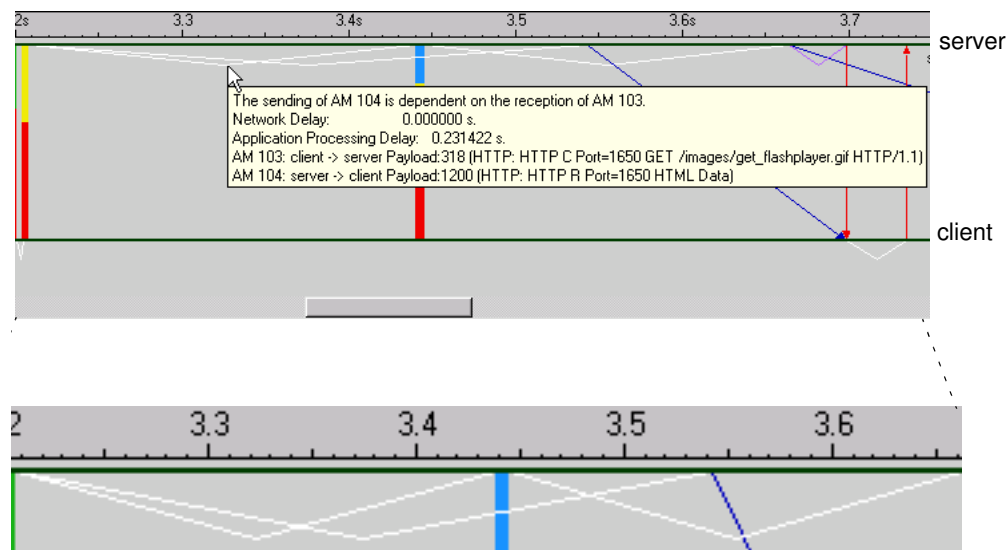 2s 3.3 3.4s 3.5 3.6s 3.7
server
s
The sending of AM 104 is dependent on the reception of AM 103.
Network Delay: 0.000000 s.
Application Processing Delay: 0.231422 s.
AM 103: client -> server Payload:318 (HTTP: HTTP C Port=1650 GET /images/get_flashplayer.gif HTTP/1.1)
AM 104: server -> client Payload:1200 (HTTP: HTTP R Port=1650 HTML Data)
client
2 3.3 3.4 3.5 3.6